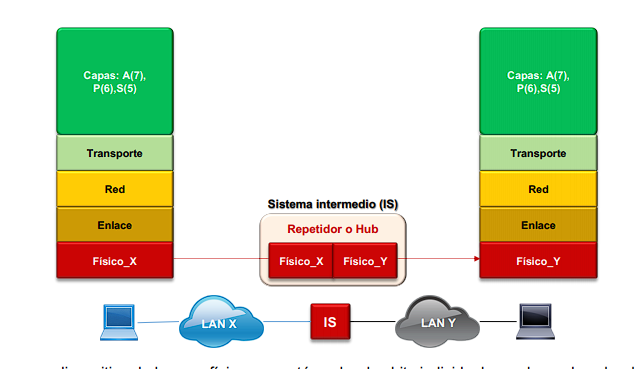 Capas: A(7),
P(6),S(5)
Transporte
Red
Enlace
Físico_X
Sistema intermedio (IS)
Repetidor o Hub
Físico_X
Físico_Y
Capas: A(7),
P(6),S(5)
Transporte
Red
Enlace
Físico_Y
LAN X
IS
LAN Y